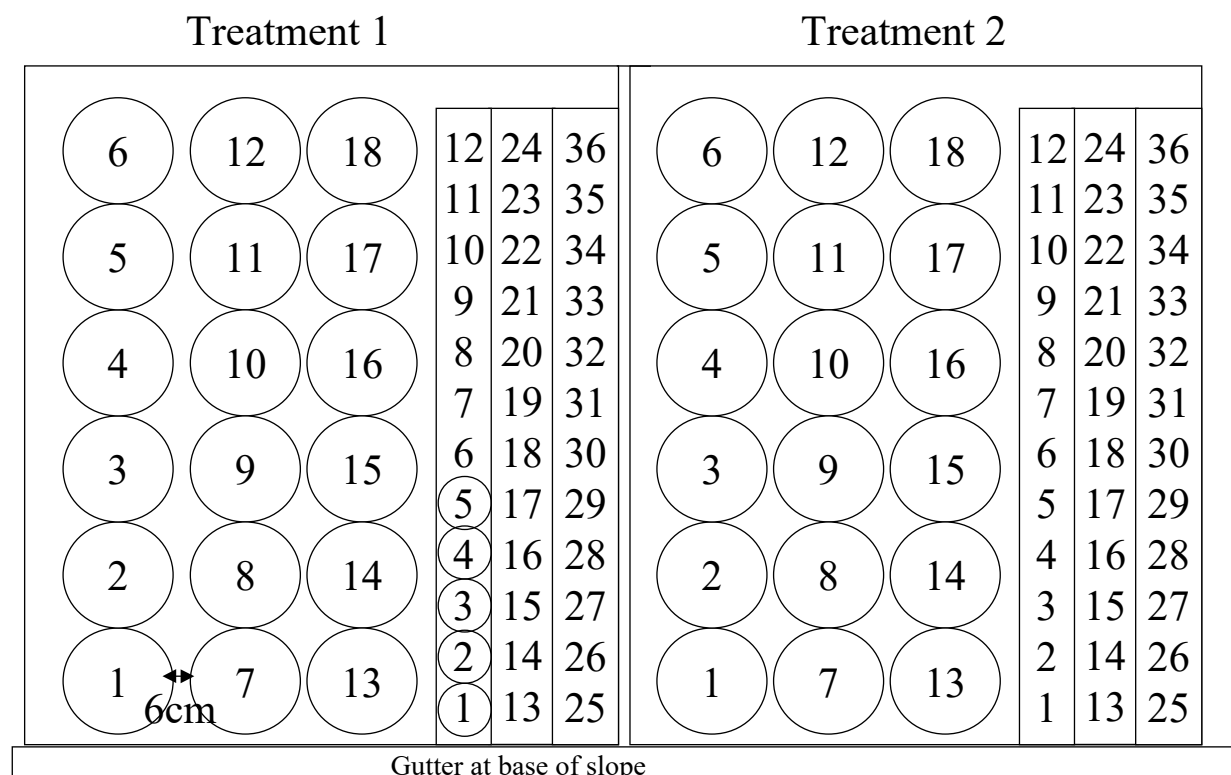 Treatment 1 Treatment 2
6 12 18 12 24 36 6 12 18 12 24 36
11 23 35 11 23 35
5 11 17 10 22 34 5 11 17 10 22 34
9 21 33 9 21 33
4 10 16 8 20 32 4 10 16 8 20 32
7 19 31 7 19 31
3 9 15 6 18 30 3 9 15 6 18 30
5 17 29 5 17 29
2 8 14 4 16 28 2 8 14 4 16 28
3 15 27 3 15 27
1 7 13 2 14 26 1 7 13 2 14 26
6cm 1 13 25 1 13 25
Gutter at base of slope